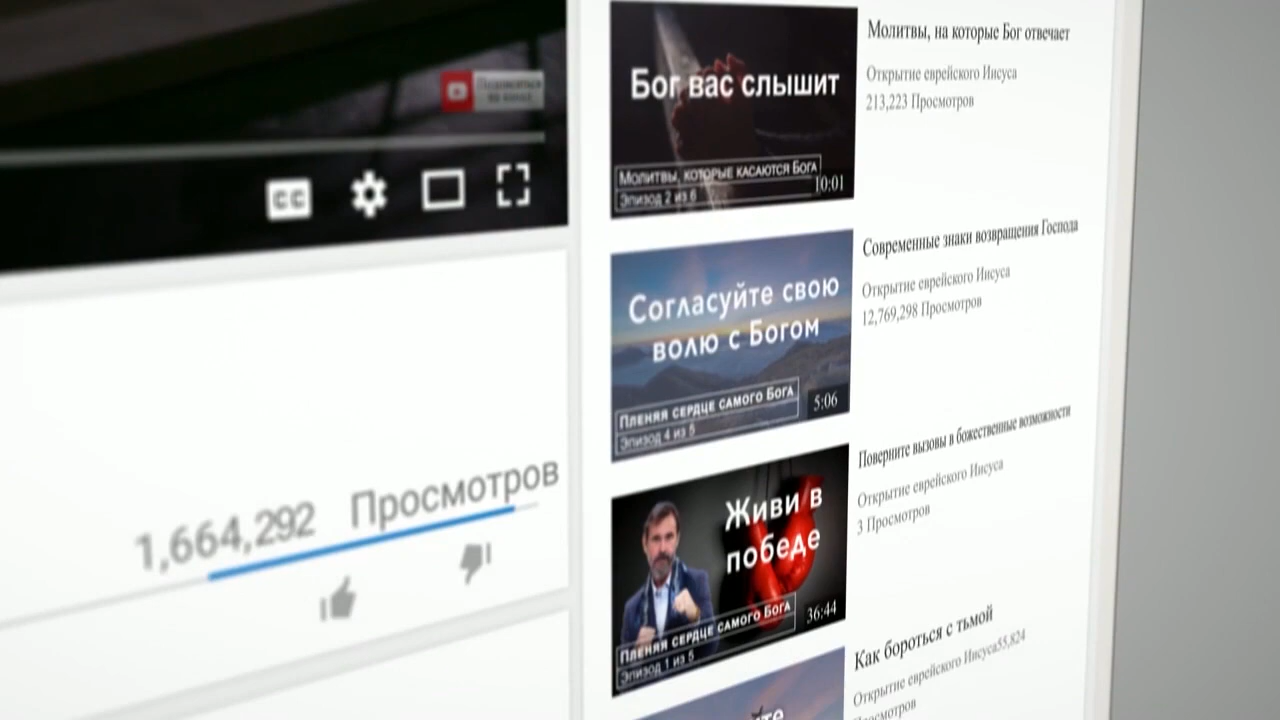 Подписаться
на канал
CC
1,664,292 Просмотров
Бог вас слышит
Молитвы, которые касаются Бога
Эпизод 2 из 6
10:01
Молитвы, на которые Бог отвечает
Открытие еврейского Иисуса
213,223 Просмотров
Согласуйте свою
волю с Богом
Пленяя сердце самого Бога
Эпизод 4 из 5
5:06
Современные знаки возвращения Господа
Открытие еврейского Иисуса
12,769,298 Просмотров
Живи в
победе
Пленяя сердце самого Бога
Эпизод 1 из 5
36:44
Поверните вызовы в божественные возможности
Открытие еврейского Иисуса
3 Просмотров
Как бороться с тьмой
Открытие еврейского Иисуса55,824
Просмотров